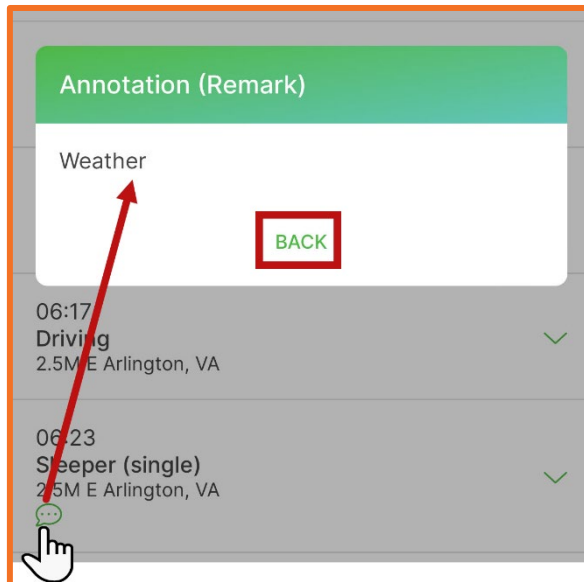 Annotation (Remark)
Weather
BACK
06:17
Driving
2.5M E Arlington, VA
06:23
Sleeper (single)
2.5M E Arlington, VA